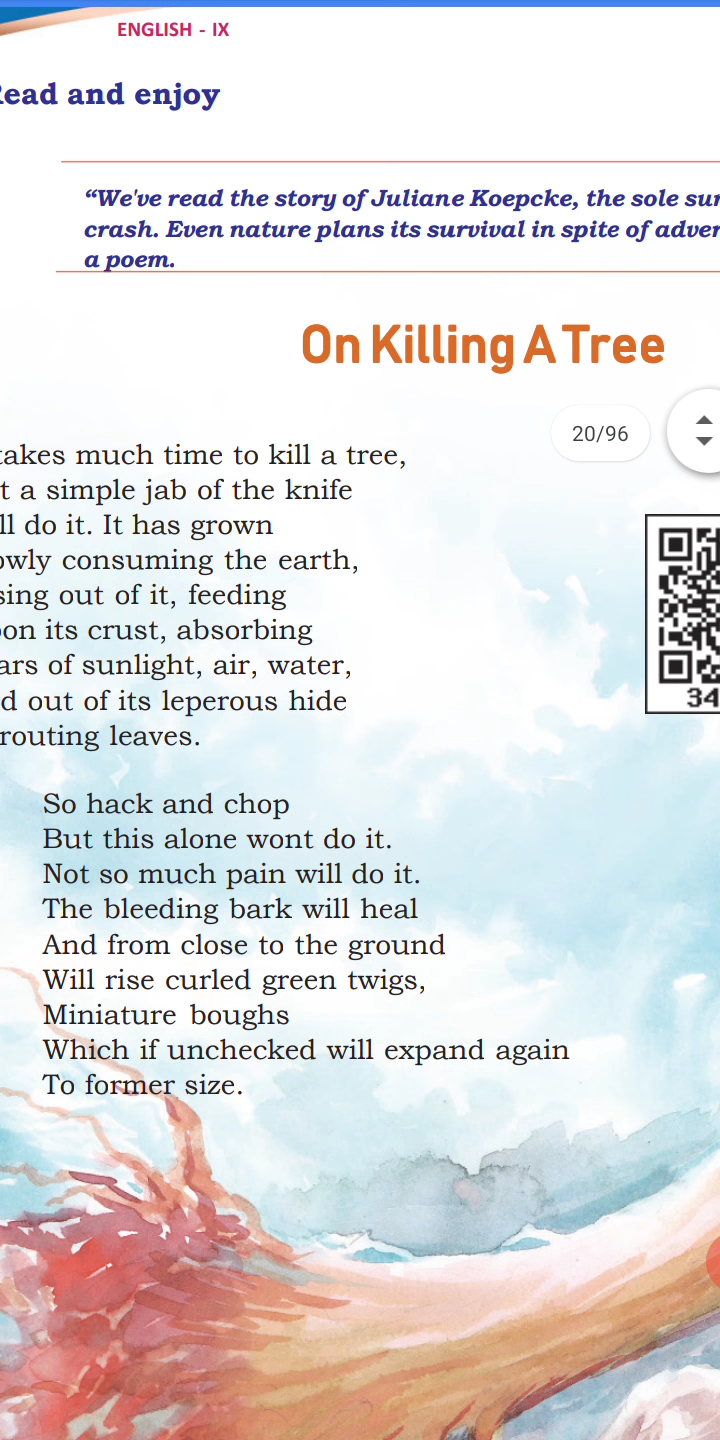 ENGLISH - IX
Read and enjoy
“We've read the story of Juliane Koepcke, the sole sur
crash. Even nature plans its survival in spite of adver
a poem.
On Killing A Tree
20/96
takes much time to kill a tree,
t a simple jab of the knife
ll do it. It has grown
owly consuming the earth,
sing out of it, feeding
pon its crust, absorbing
ars of sunlight, air, water,
d out of its leperous hide
routing leaves.
34
So hack and chop
But this alone wont do it.
Not so much pain will do it.
The bleeding bark will heal
And from close to the ground
Will rise curled green twigs,
Miniature boughs
Which if unchecked will expand again
To former size.